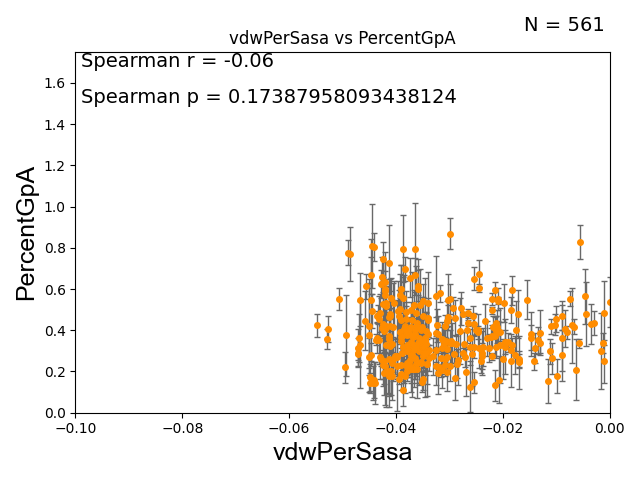 N = 561
vdwPerSasa vs PercentGpA
Spearman r = -0.06
Spearman p = 0.17387958093438124
1.6
1.4
1.2
1.0
0.8
0.6
0.4
0.2
0.0
PercentGpA
−0.10 −0.08 −0.06 −0.04 −0.02 0.00
vdwPerSasa